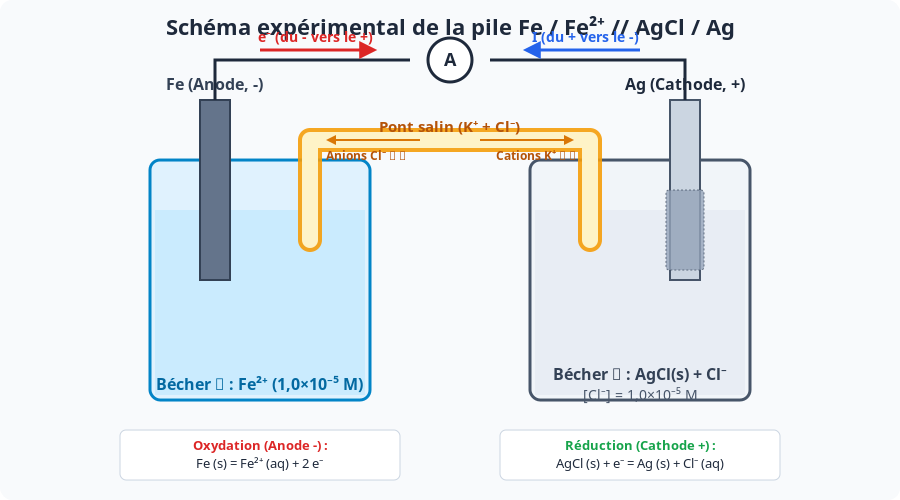 Schéma expérimental de la pile Fe / Fe²⁺ // AgCl / Ag
e⁻ (du - vers le +)
I (du + vers le -)
A
Fe (Anode, -)
Ag (Cathode, +)
Pont salin (K⁺ + Cl⁻)
Anions Cl⁻
Cations K⁺
Bécher : Fe²⁺ (1,0×10⁻⁵ M)
Bécher : AgCl(s) + Cl⁻
[Cl⁻] = 1,0×10⁻⁵ M
Oxydation (Anode -) :
Fe (s) = Fe²⁺ (aq) + 2 e⁻
Réduction (Cathode +) :
AgCl (s) + e⁻ = Ag (s) + Cl⁻ (aq)